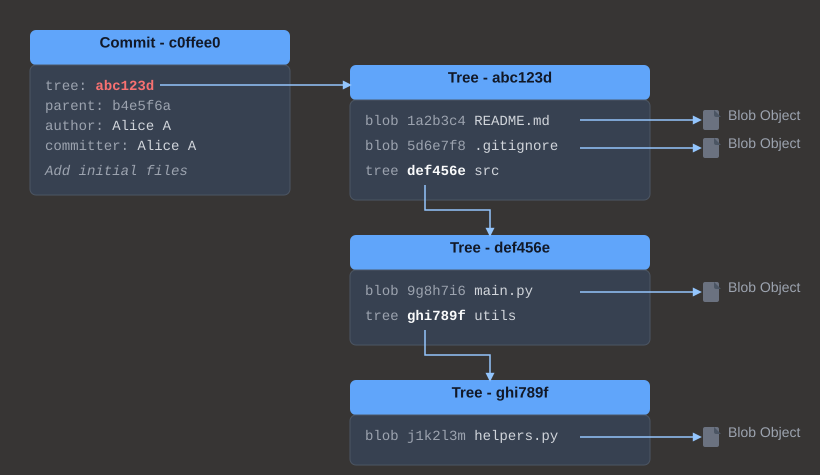 Commit - c0ffee0
tree: abc123d
parent: b4e5f6a
author: Alice A
committer: Alice A
Add initial files
Tree - abc123d
blob 1a2b3c4 README.md
Blob Object
blob 5d6e7f8 .gitignore
Blob Object
tree def456e src
Tree - def456e
blob 9g8h7i6 main.py
Blob Object
tree ghi789f utils
Tree - ghi789f
blob j1k2l3m helpers.py
Blob Object